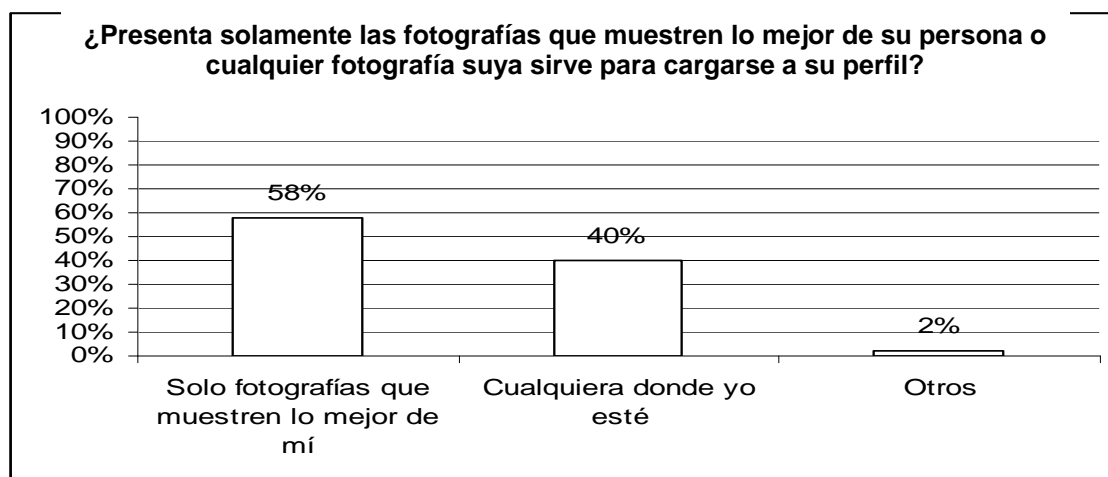 ¿Presenta solamente las fotografías que muestren lo mejor de su persona o
cualquier fotografía suya sirve para cargarse a su perfil?
100%
90%
80%
70%
60%
50%
40%
30%
20%
10%
0%
58%
40%
2%
Solo fotografías que
muestren lo mejor de
mí
Cualquiera donde yo
esté
Otros